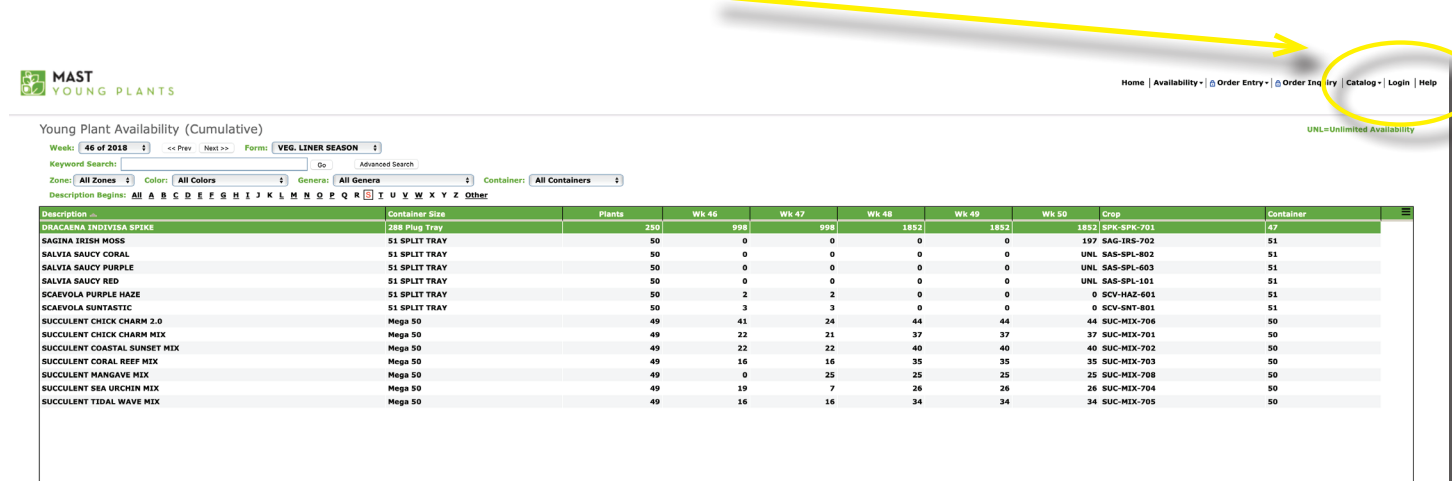 MAST
YOUNG PLANTS
Home | Availability | Order Entry | Order Inquiry | Catalog | Login | Help
Young Plant Availability (Cumulative)
UNL=Unlimited Availability
Week: 46 of 2018 << Prev Next >> Form: VEG. LINER SEASON
Keyword Search: Go Advanced Search
Zone: All Zones Color: All Colors Genera: All Genera Container: All Containers
Description Begins: All A B C D E F G H I J K L M N O P Q R S T U V W X Y Z Other
Description Container Size Plants Wk 46 Wk 47 Wk 48 Wk 49 Wk 50 Crop Container
DRACAENA INDIVISA SPIKE 288 Plug Tray 250 998 998 1852 1852 1852 SPK-SPK-701 47
SAGINA IRISH MOSS 51 SPLIT TRAY 50 0 0 0 0 197 SAG-IRS-702 51
SALVIA SAUCY CORAL 51 SPLIT TRAY 50 0 0 0 0 UNL SAS-SPL-802 51
SALVIA SAUCY PURPLE 51 SPLIT TRAY 50 0 0 0 0 UNL SAS-SPL-603 51
SALVIA SAUCY RED 51 SPLIT TRAY 50 0 0 0 0 UNL SAS-SPL-101 51
SCAEVOLA PURPLE HAZE 51 SPLIT TRAY 50 2 2 0 0 0 SCV-HAZ-601 51
SCAEVOLA SUNTASTIC 51 SPLIT TRAY 50 3 3 0 0 0 SCV-SNT-801 51
SUCCULENT CHICK CHARM 2.0 Mega 50 49 41 24 44 44 44 SUC-MIX-706 50
SUCCULENT CHICK CHARM MIX Mega 50 49 22 21 37 37 37 SUC-MIX-701 50
SUCCULENT COASTAL SUNSET MIX Mega 50 49 22 22 40 40 40 SUC-MIX-702 50
SUCCULENT CORAL REEF MIX Mega 50 49 16 16 35 35 35 SUC-MIX-703 50
SUCCULENT MANGAVE MIX Mega 50 49 0 25 25 25 25 SUC-MIX-708 50
SUCCULENT SEA URCHIN MIX Mega 50 49 19 7 26 26 26 SUC-MIX-704 50
SUCCULENT TIDAL WAVE MIX Mega 50 49 16 16 34 34 34 SUC-MIX-705 50